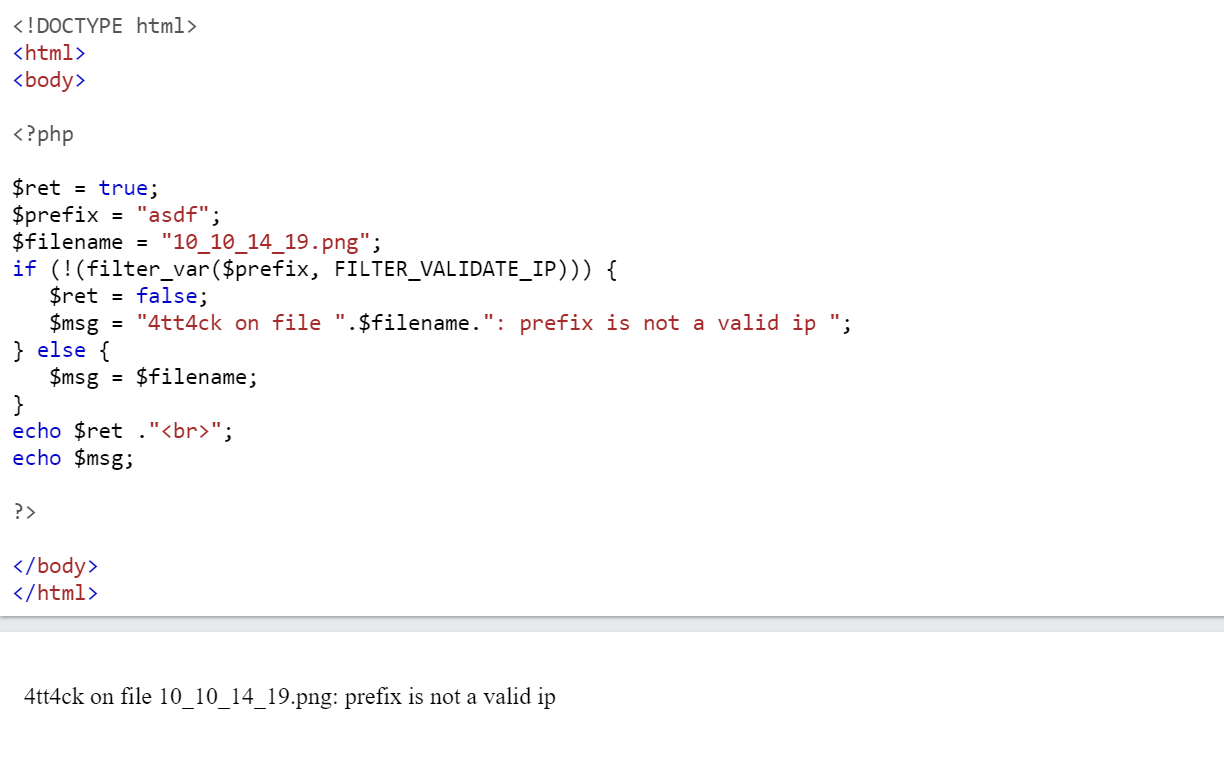 <!DOCTYPE html>
<html>
<body>
<?php
$ret = true;
$prefix = "asdf";
$filename = "10_10_14_19.png";
if (!(filter_var($prefix, FILTER_VALIDATE_IP))) {
   $ret = false;
   $msg = "4tt4ck on file ".$filename.": prefix is not a valid ip ";
} else {
   $msg = $filename;
}
echo $ret ."<br>";
echo $msg;
?>
</body>
</html>
4tt4ck on file 10_10_14_19.png: prefix is not a valid ip